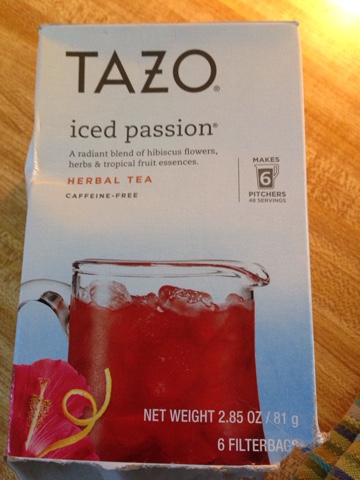 TAZO®
iced passion®
A radiant blend of hibiscus flowers,
herbs & tropical fruit essences.
HERBAL TEA
CAFFEINE-FREE
MAKES
6
PITCHERS
48 SERVINGS
NET WEIGHT 2.85 OZ / 81 g
6 FILTERBAGS